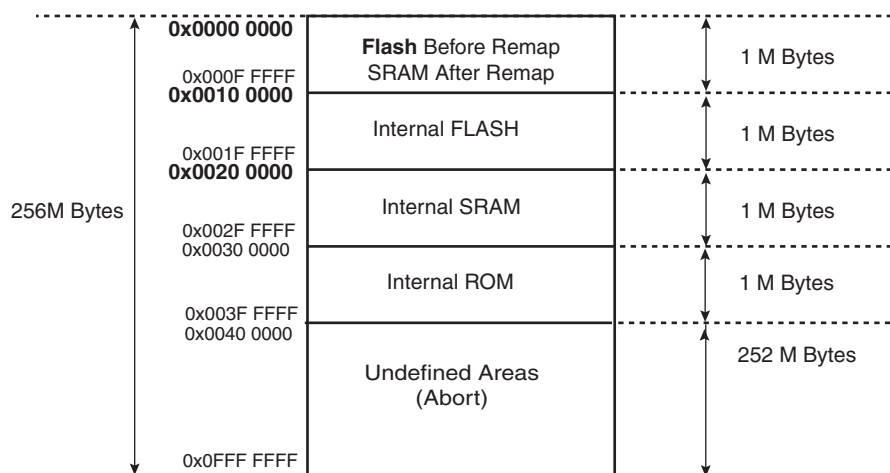 0x0000 0000
Flash Before Remap
SRAM After Remap
1 M Bytes
0x000F FFFF
0x0010 0000
Internal FLASH
1 M Bytes
0x001F FFFF
0x0020 0000
256M Bytes
Internal SRAM
1 M Bytes
0x002F FFFF
0x0030 0000
Internal ROM
1 M Bytes
0x003F FFFF
0x0040 0000
252 M Bytes
Undefined Areas
(Abort)
0x0FFF FFFF